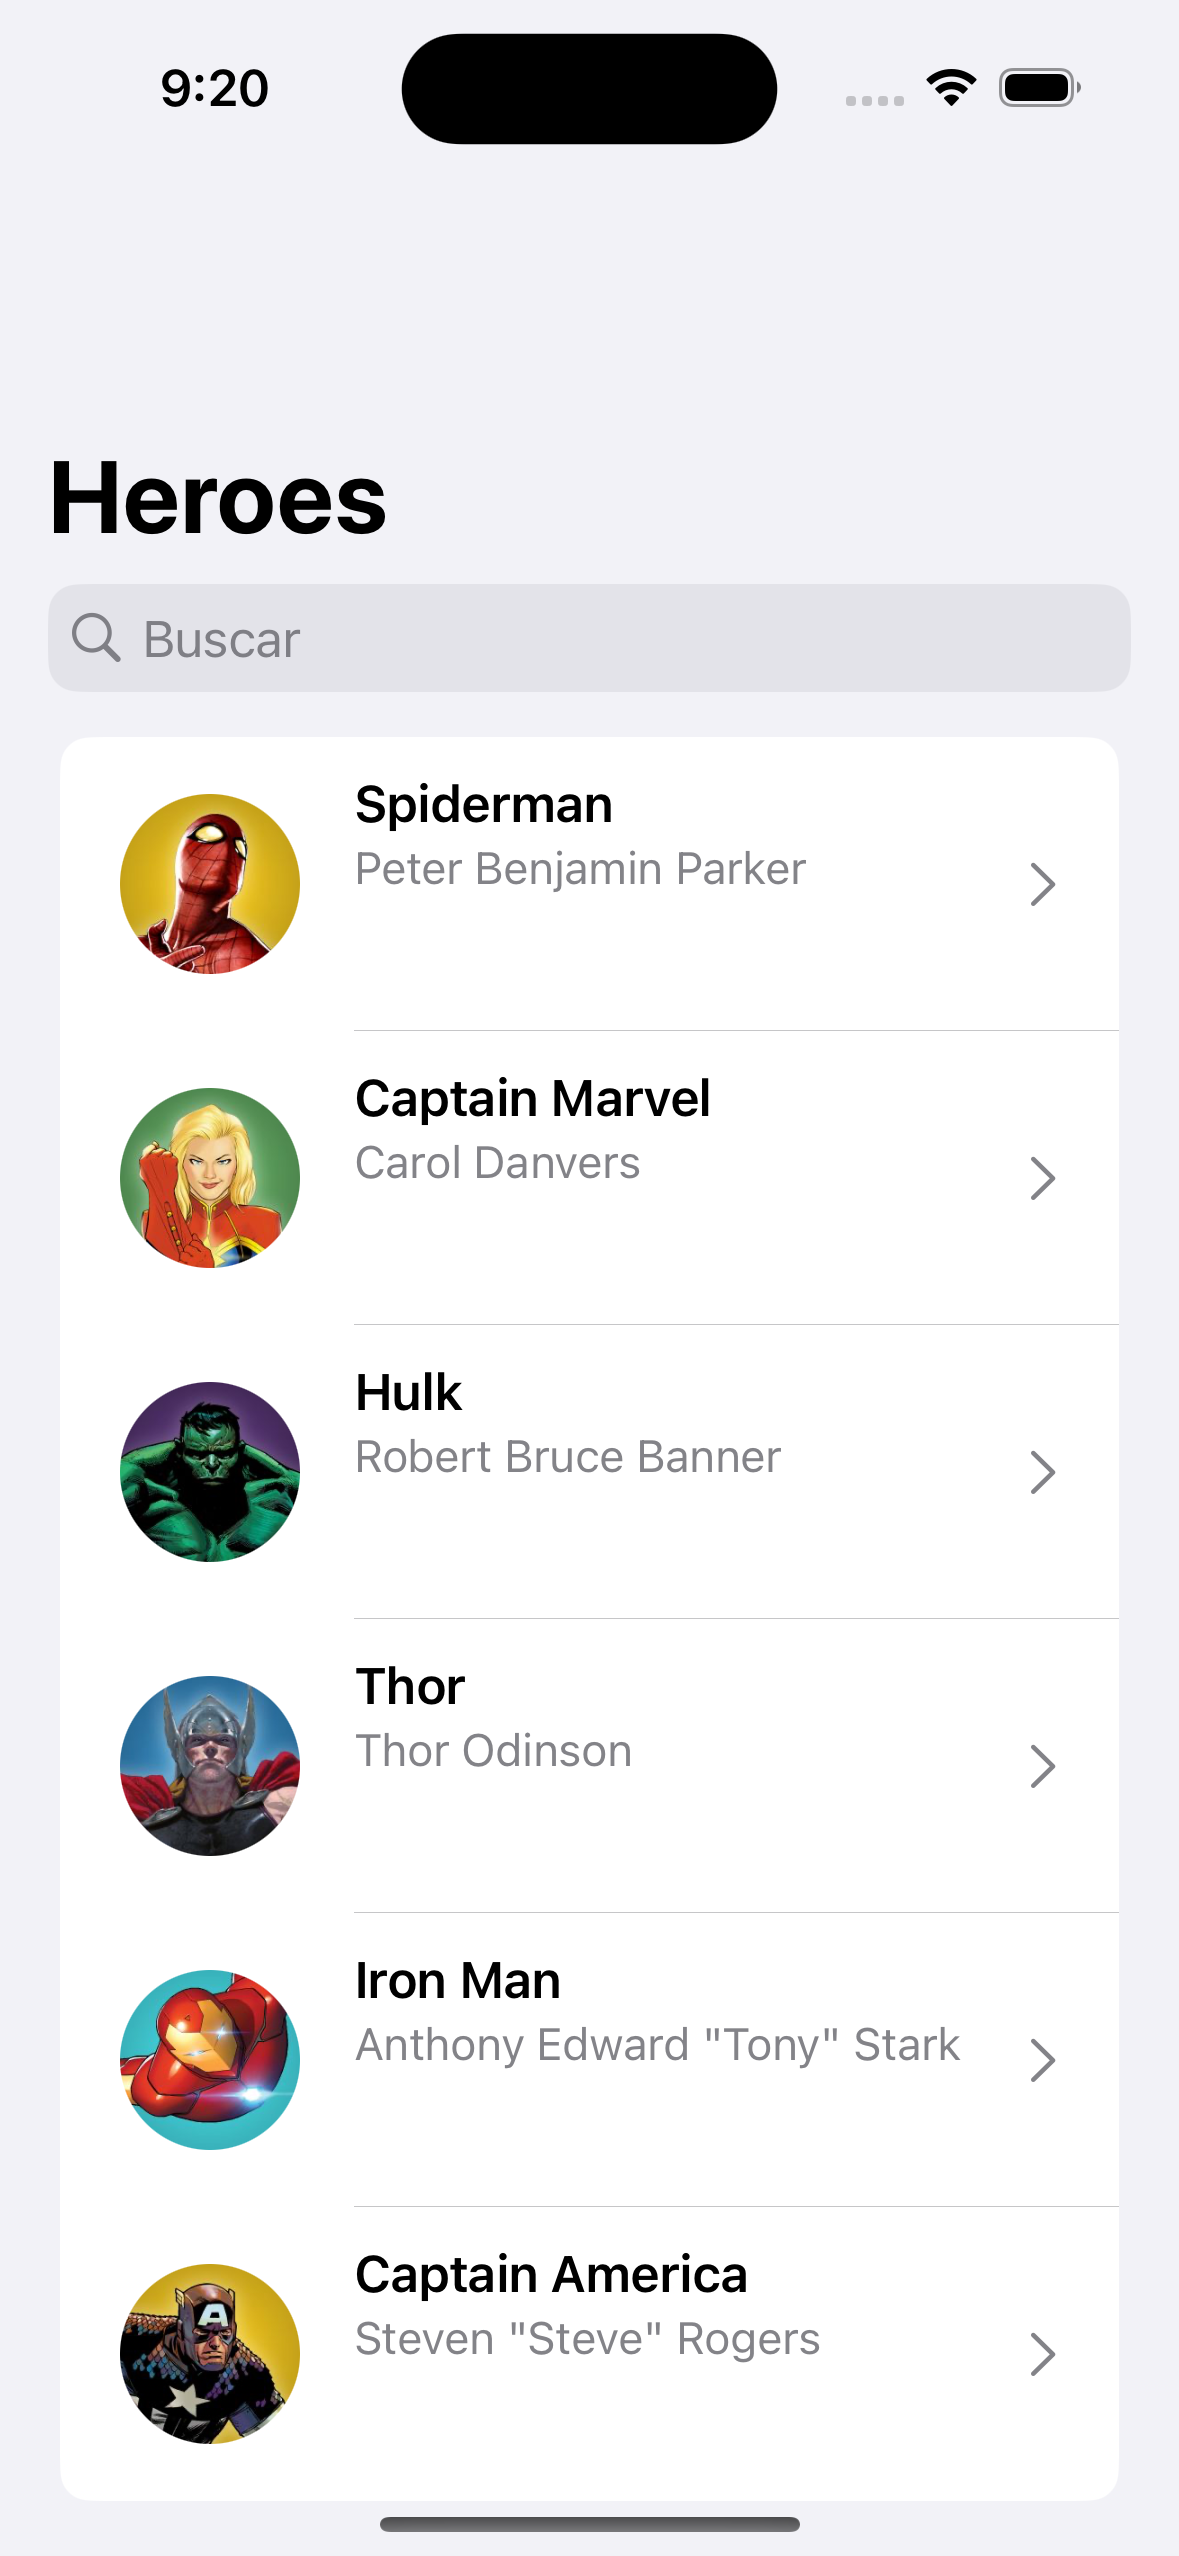 9:20
Heroes
Buscar
Spiderman
Peter Benjamin Parker
Captain Marvel
Carol Danvers
Hulk
Robert Bruce Banner
Thor
Thor Odinson
Iron Man
Anthony Edward "Tony" Stark
Captain America
Steven "Steve" Rogers